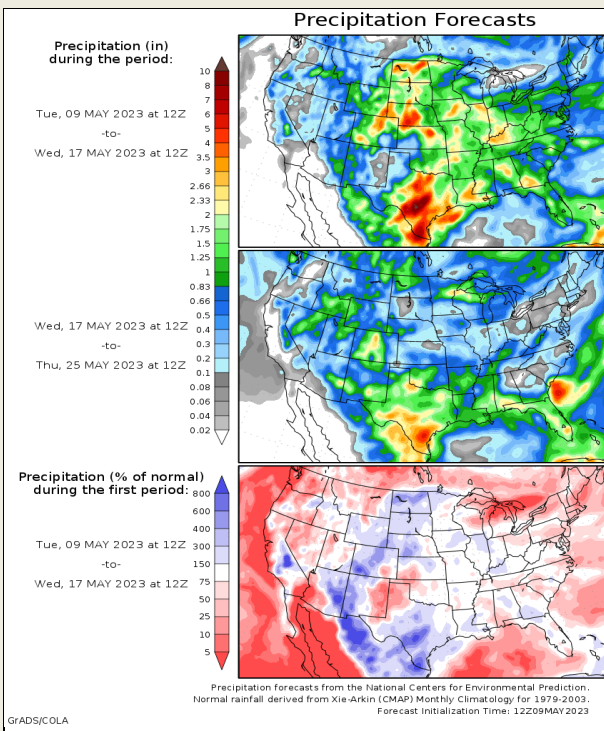 Precipitation Forecasts
Precipitation (in)
during the period:
Tue, 09 MAY 2023 at 12Z
-to-
Wed, 17 MAY 2023 at 12Z
10
8
7
6
5
4
3.5
3
2.66
2.33
2
1.75
1.5
1.25
1
0.83
0.66
0.5
0.4
0.3
0.2
0.1
0.08
0.06
0.04
0.02
Wed, 17 MAY 2023 at 12Z
-to-
Thu, 25 MAY 2023 at 12Z
Precipitation (% of normal)
during the first period:
Tue, 09 MAY 2023 at 12Z
-to-
Wed, 17 MAY 2023 at 12Z
800
600
400
300
150
75
50
25
10
5
Precipitation forecasts from the National Centers for Environmental Prediction.
Normal rainfall derived from Xie-Arkin (CMAP) Monthly Climatology for 1979-2003.
Forecast Initialization Time: 12Z09MAY2023
GrADS/COLA